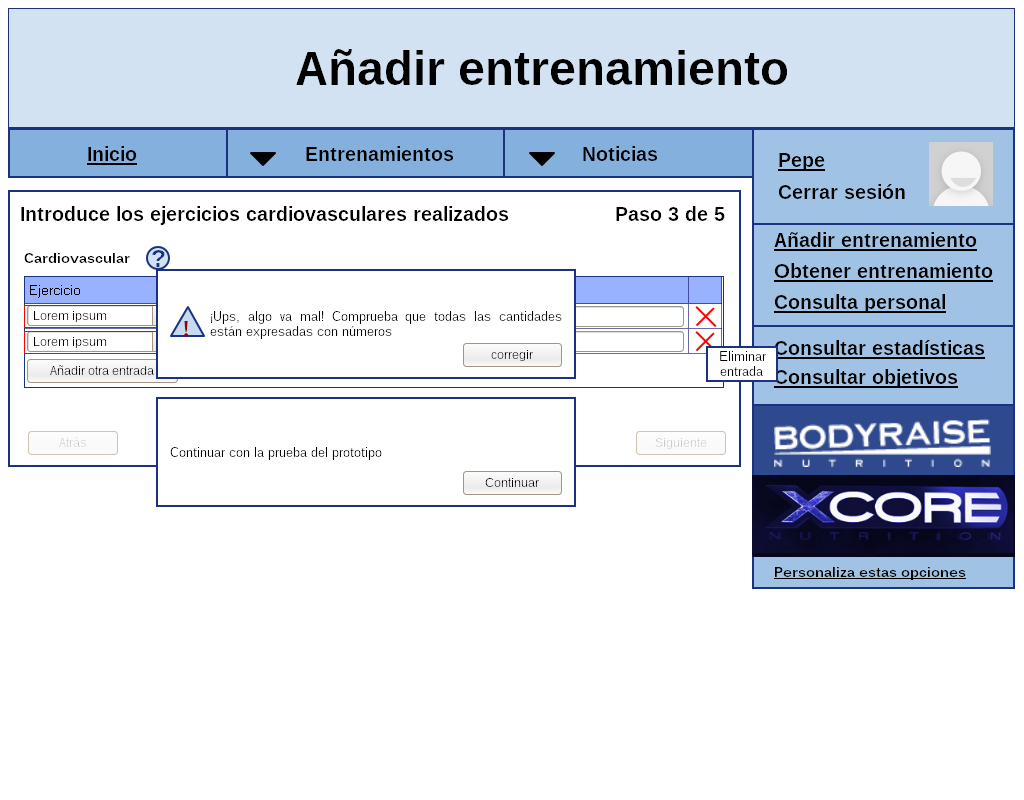 Añadir entrenamiento
Inicio
Entrenamientos
Noticias
Pepe
Cerrar sesión
Introduce los ejercicios cardiovasculares realizados
Paso 3 de 5
Cardiovascular
?
Ejercicio
Lorem ipsum
Lorem ipsum
Añadir otra entrada
¡Ups, algo va mal! Comprueba que todas las cantidades
están expresadas con números
!
corregir
Eliminar
entrada
Continuar con la prueba del prototipo
Continuar
Atrás
Siguiente
Añadir entrenamiento
Obtener entrenamiento
Consulta personal
Consultar estadísticas
Consultar objetivos
BODYRAISE
NUTRITION
XCORE
NUTRITION
Personaliza estas opciones